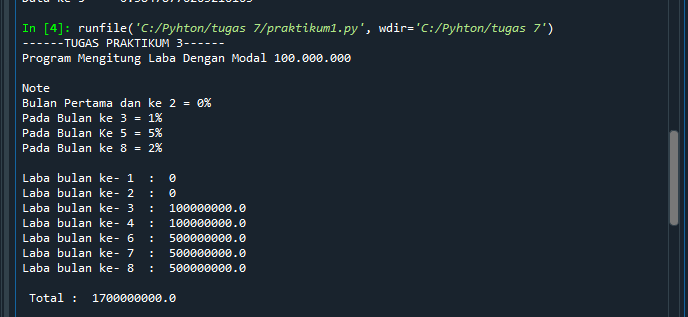 In [4]: runfile('C:/Pyhton/tugas 7/praktikum1.py', wdir='C:/Pyhton/tugas 7')
------TUGAS PRAKTIKUM 3------
Program Mengitung Laba Dengan Modal 100.000.000
Note
Bulan Pertama dan ke 2 = 0%
Pada Bulan ke 3 = 1%
Pada Bulan Ke 5 = 5%
Pada Bulan ke 8 = 2%
Laba bulan ke- 1  :  0
Laba bulan ke- 2  :  0
Laba bulan ke- 3  :  100000000.0
Laba bulan ke- 4  :  100000000.0
Laba bulan ke- 6  :  500000000.0
Laba bulan ke- 7  :  500000000.0
Laba bulan ke- 8  :  500000000.0
Total :  1700000000.0